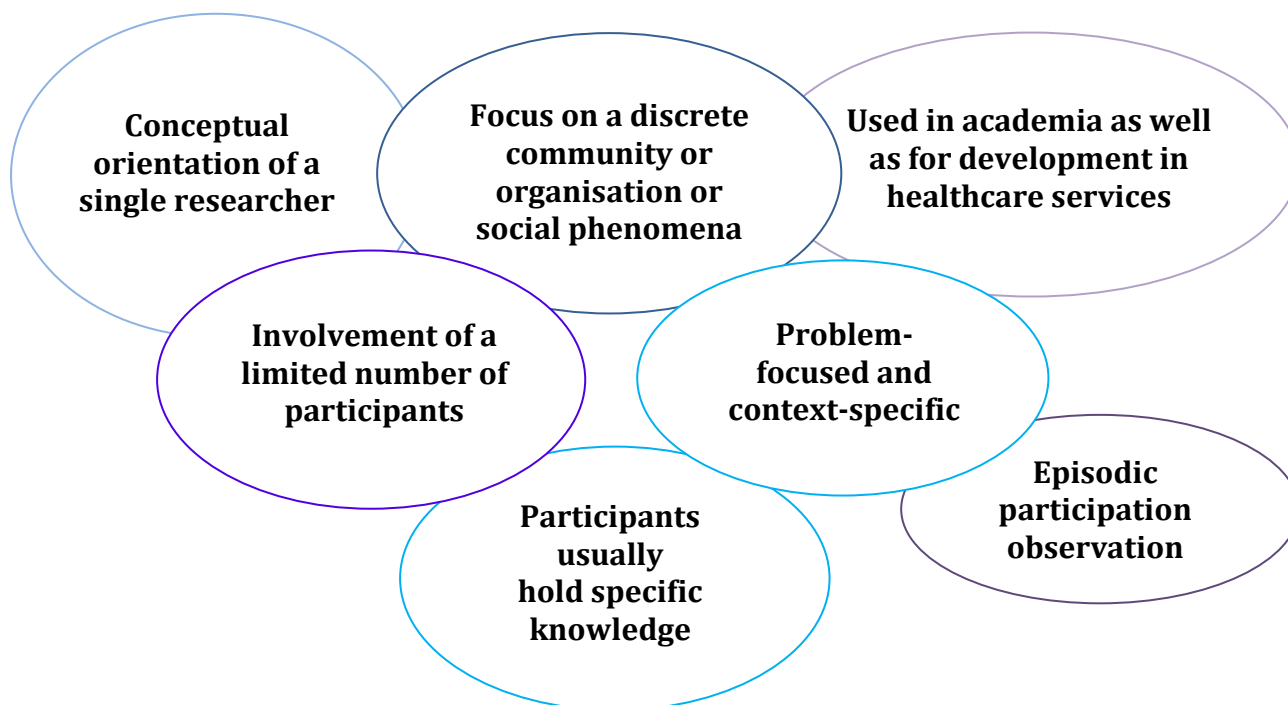 Conceptual
orientation of a
single researcher
Focus on a discrete
community or
organisation or
social phenomena
Used in academia as well
as for development in
healthcare services
Involvement of a
limited number of
participants
Problem-
focused and
context-specific
Participants
usually
hold specific
knowledge
Episodic
participation
observation